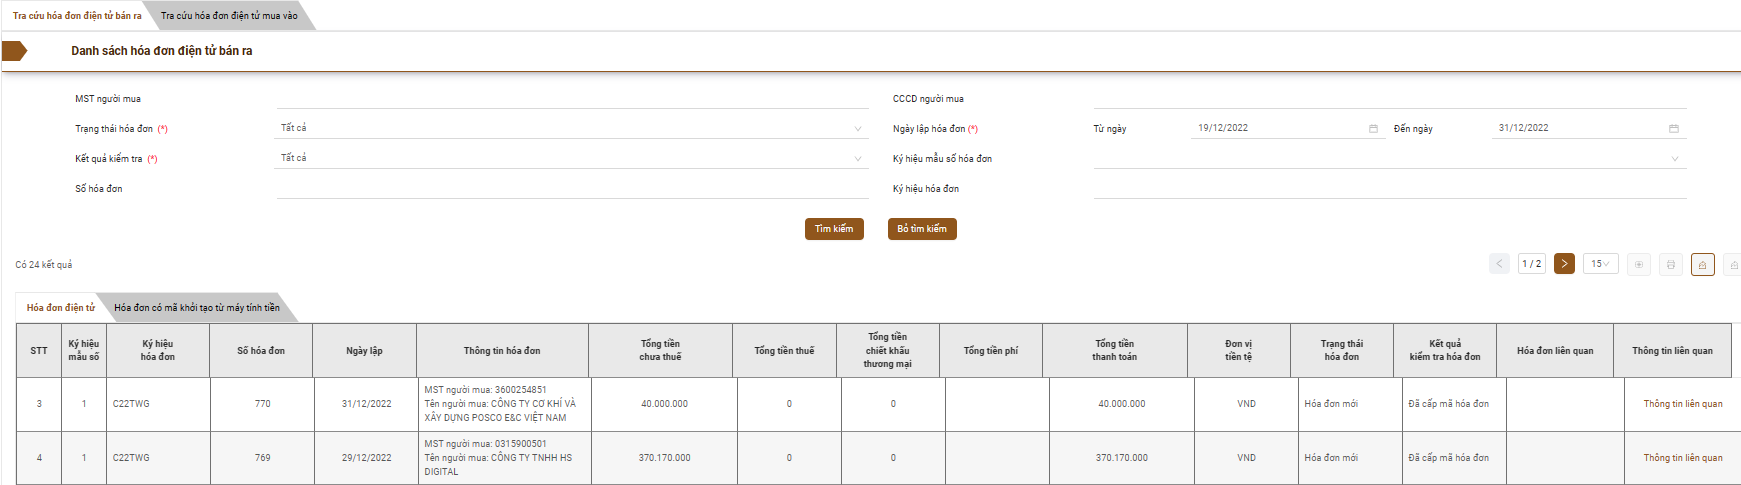 Tra cứu hóa đơn điện tử bán ra
Tra cứu hóa đơn điện tử mua vào
Danh sách hóa đơn điện tử bán ra
MST người mua
CCCD người mua
Trạng thái hóa đơn (*)
Tất cả
Ngày lập hóa đơn (*)
Từ ngày
19/12/2022
Đến ngày
31/12/2022
Kết quả kiểm tra (*)
Tất cả
Ký hiệu mẫu số hóa đơn
Số hóa đơn
Ký hiệu hóa đơn
Tìm kiếm
Bỏ tìm kiếm
Có 24 kết quả
1 / 2
15
Hóa đơn điện tử
Hóa đơn có mã khởi tạo từ máy tính tiền
STT
Ký hiệu
mẫu số
Ký hiệu
hóa đơn
Số hóa đơn
Ngày lập
Thông tin hóa đơn
Tổng tiền
chưa thuế
Tổng tiền thuế
Tổng tiền
chiết khấu
thương mại
Tổng tiền phí
Tổng tiền
thanh toán
Đơn vị
tiền tệ
Trạng thái
hóa đơn
Kết quả
kiểm tra hóa đơn
Hóa đơn liên quan
Thông tin liên quan
3
1
C22TWG
770
31/12/2022
MST người mua: 3600254851
Tên người mua: CÔNG TY CƠ KHÍ VÀ
XÂY DỰNG POSCO E&C VIỆT NAM
40.000.000
0
0
40.000.000
VND
Hóa đơn mới
Đã cấp mã hóa đơn
Thông tin liên quan
4
1
C22TWG
769
29/12/2022
MST người mua: 0315900501
Tên người mua: CÔNG TY TNHH HS
DIGITAL
370.170.000
0
0
370.170.000
VND
Hóa đơn mới
Đã cấp mã hóa đơn
Thông tin liên quan